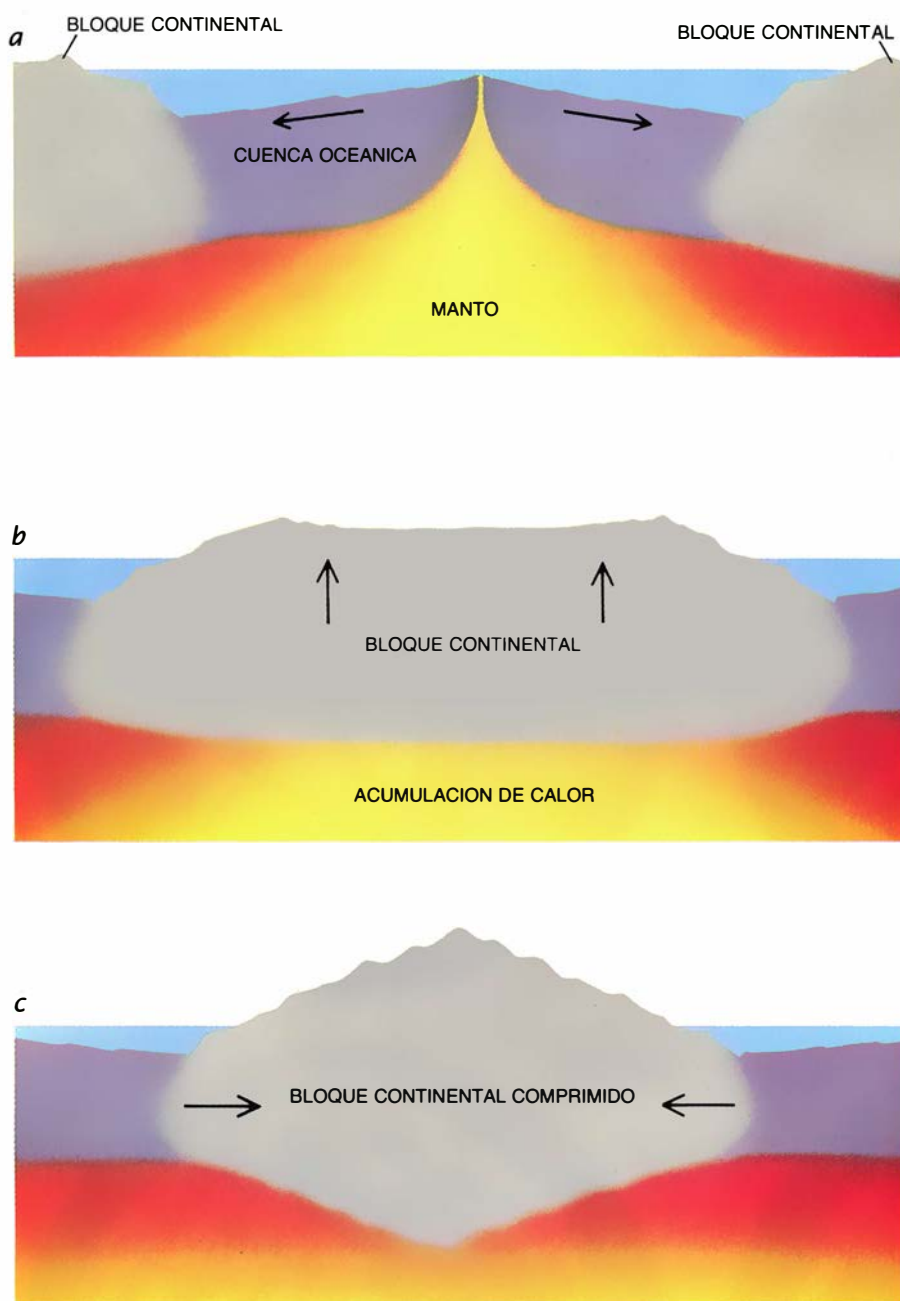 a
BLOQUE CONTINENTAL
BLOQUE CONTINENTAL
CUENCA OCEANICA
MANTO
b
BLOQUE CONTINENTAL
ACUMULACION DE CALOR
c
BLOQUE CONTINENTAL COMPRIMIDO